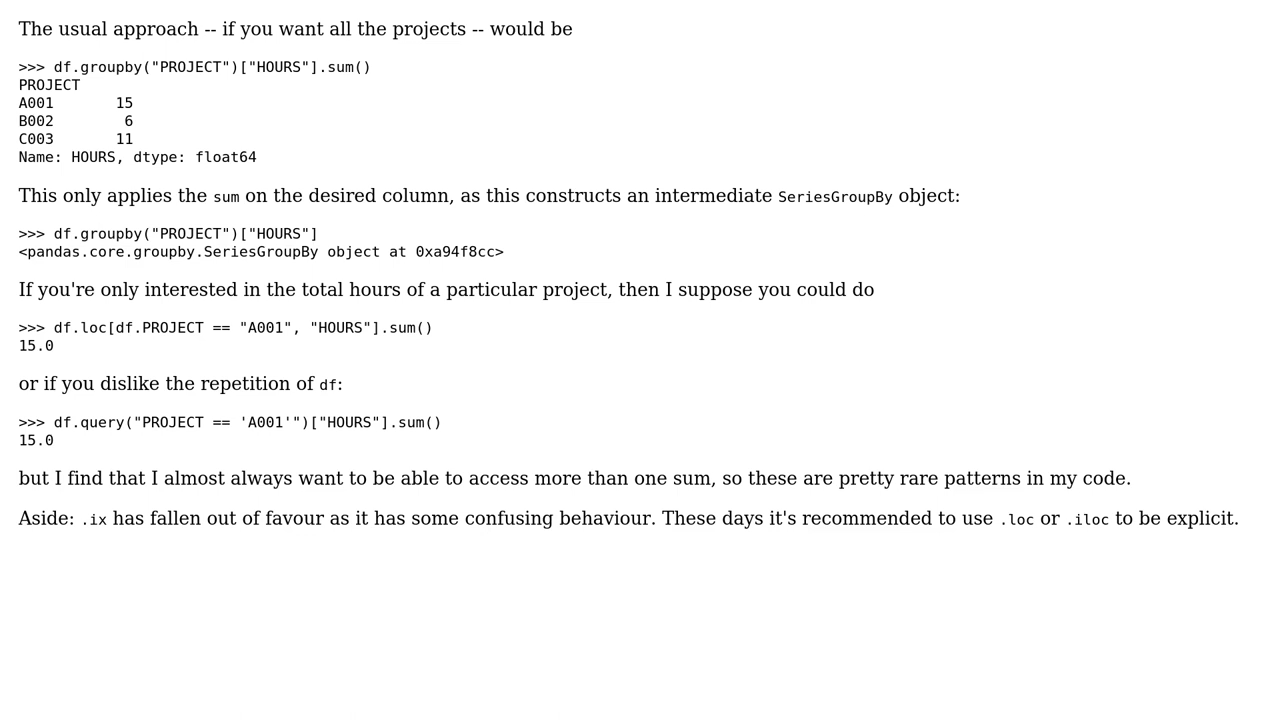 The usual approach -- if you want all the projects -- would be
>>> df.groupby("PROJECT")["HOURS"].sum()
PROJECT
A001       15
B002        6
C003       11
Name: HOURS, dtype: float64
This only applies the sum on the desired column, as this constructs an intermediate SeriesGroupBy object:
>>> df.groupby("PROJECT")["HOURS"]
<pandas.core.groupby.SeriesGroupBy object at 0xa94f8cc>
If you're only interested in the total hours of a particular project, then I suppose you could do
>>> df.loc[df.PROJECT == "A001", "HOURS"].sum()
15.0
or if you dislike the repetition of df:
>>> df.query("PROJECT == 'A001'")["HOURS"].sum()
15.0
but I find that I almost always want to be able to access more than one sum, so these are pretty rare patterns in my code.
Aside: .ix has fallen out of favour as it has some confusing behaviour. These days it's recommended to use .loc or .iloc to be explicit.